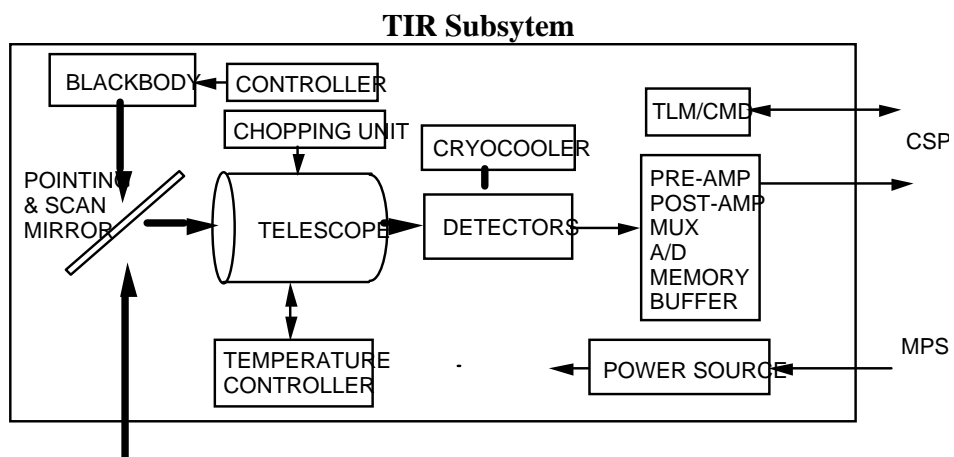 TIR Subsytem
BLACKBODY
CONTROLLER
CHOPPING UNIT
CRYOCOOLER
TLM/CMD
CSP
POINTING
& SCAN
MIRROR
TELESCOPE
DETECTORS
PRE-AMP
POST-AMP
MUX
A/D
MEMORY
BUFFER
TEMPERATURE
CONTROLLER
-
POWER SOURCE
MPS